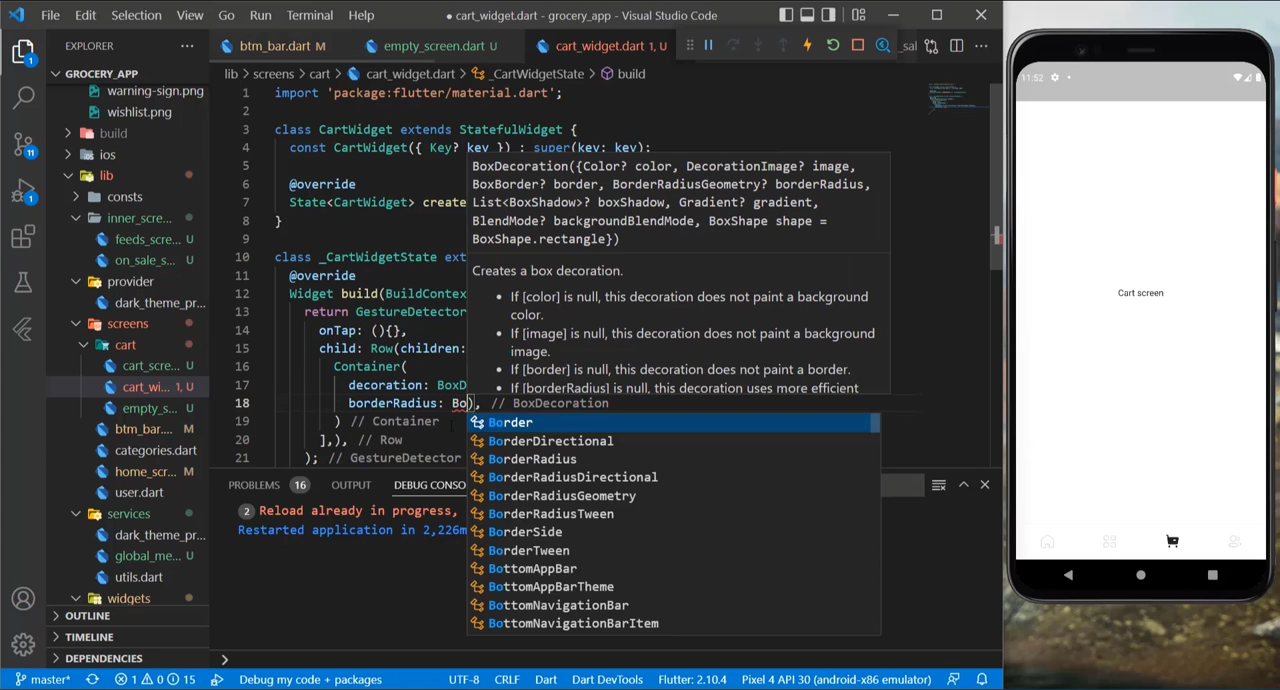 File Edit Selection View Go Run Terminal Help
● cart_widget.dart - grocery_app - Visual Studio Code
EXPLORER
btm_bar.dart M
empty_screen.dart U
cart_widget.dart 1, U
_sal
GROCERY_APP
warning-sign.png
wishlist.png
build
ios
lib
consts
inner_scre...
feeds_scre... U
on_sale_s... U
provider
dark_theme_pr...
screens
cart
cart_scre... U
cart_wi... 1, U
empty_s... U
btm_bar.... M
categories.dart
home_scr... M
user.dart
services
dark_theme_pr...
global_me... U
utils.dart
widgets
OUTLINE
TIMELINE
DEPENDENCIES
1
11
1
lib > screens > cart > cart_widget.dart > _CartWidgetState > build
1 import 'package:flutter/material.dart';
2
3 class CartWidget extends StatefulWidget {
4 const CartWidget({ Key? key }) : super(key: key);
5
6 @override
7 State<CartWidget> create
8 }
9
10 class _CartWidgetState ext
11 @override
12 Widget build(BuildContext
13 return GestureDetector
14 onTap: (){},
15 child: Row(children:
16 Container(
17 decoration: BoxD
18 borderRadius: Bo), // BoxDecoration
19 ) // Container
20 ],), // Row
21 ); // GestureDetector
BoxDecoration({Color? color, DecorationImage? image,
BoxBorder? border, BorderRadiusGeometry? borderRadius,
List<BoxShadow>? boxShadow, Gradient? gradient,
BlendMode? backgroundBlendMode, BoxShape shape =
BoxShape.rectangle})
Creates a box decoration.
• If [color] is null, this decoration does not paint a background
color.
• If [image] is null, this decoration does not paint a background
image.
• If [border] is null, this decoration does not paint a border.
• If [borderRadius] is null, this decoration uses more efficient
Border
BorderDirectional
BorderRadius
BorderRadiusDirectional
BorderRadiusGeometry
BorderRadiusTween
BorderSide
BorderTween
BottomAppBar
BottomAppBarTheme
BottomNavigationBar
BottomNavigationBarItem
PROBLEMS 16 OUTPUT DEBUG CONSO
2 Reload already in progress,
Restarted application in 2,226m
master* 1 0 15 Debug my code + packages UTF-8 CRLF Dart Dart DevTools Flutter: 2.10.4 Pixel 4 API 30 (android-x86 emulator)
11:52
Cart screen